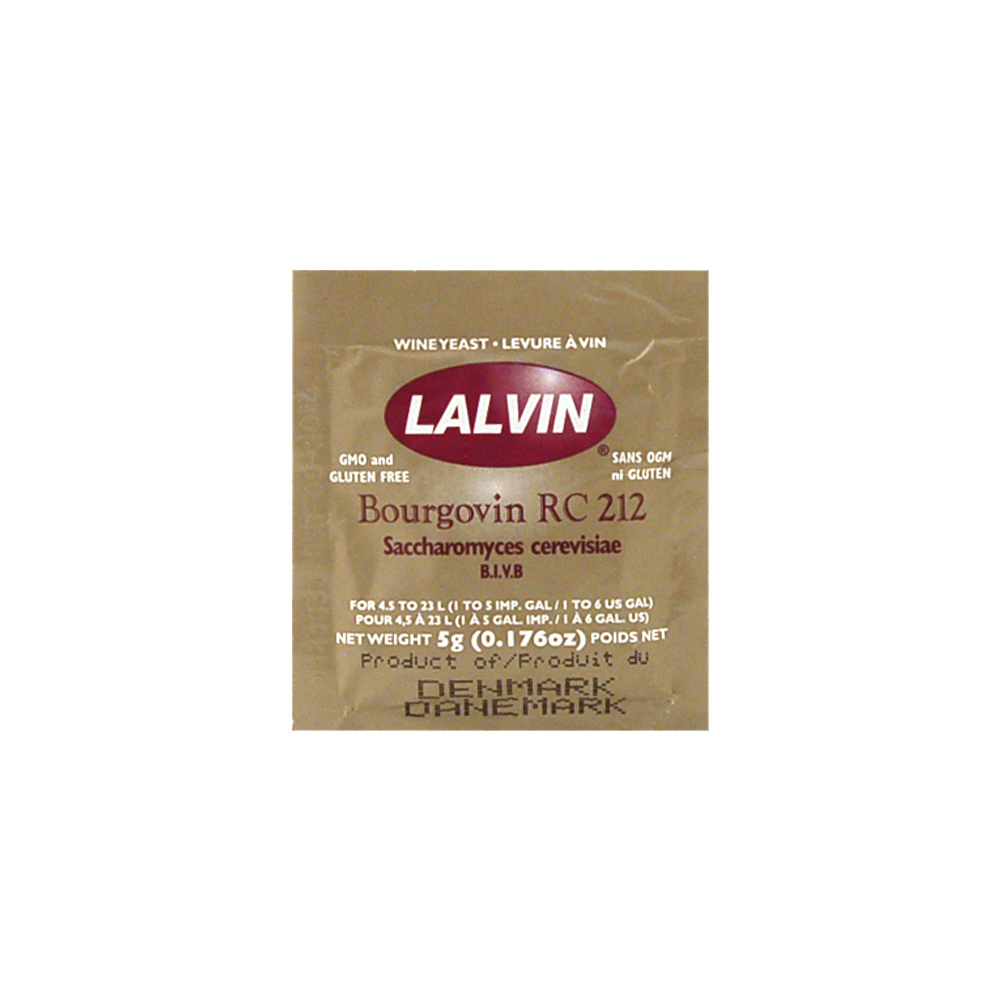 WINE YEAST • LEVURE À VIN
LALVIN®
GMO and
GLUTEN FREE
SANS OGM
ni GLUTEN
Bourgovin RC 212
Saccharomyces cerevisiae
B.I.V.B
FOR 4.5 TO 23 L (1 TO 5 IMP. GAL / 1 TO 6 US GAL)
POUR 4,5 À 23 L (1 À 5 GAL. IMP. / 1 À 6 GAL. US)
NET WEIGHT 5g (0.176oz) POIDS NET
Product of/Produit du
DENMARK
DANEMARK